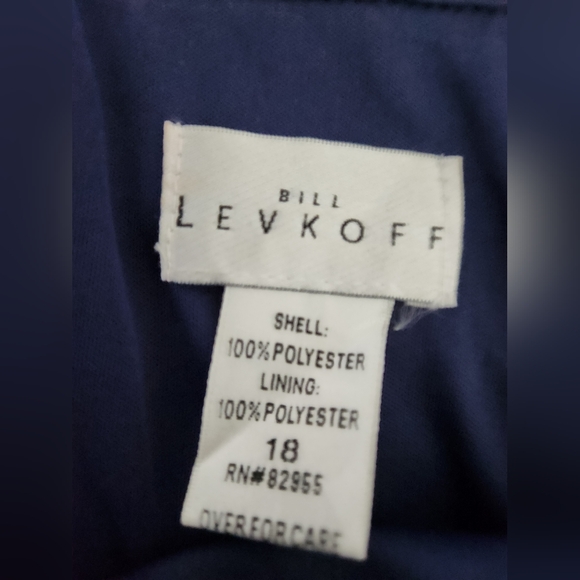 BILL
LEVKOFF
SHELL:
100%POLYESTER
LINING:
100%POLYESTER
18
RN#82955
OVER FOR CARE